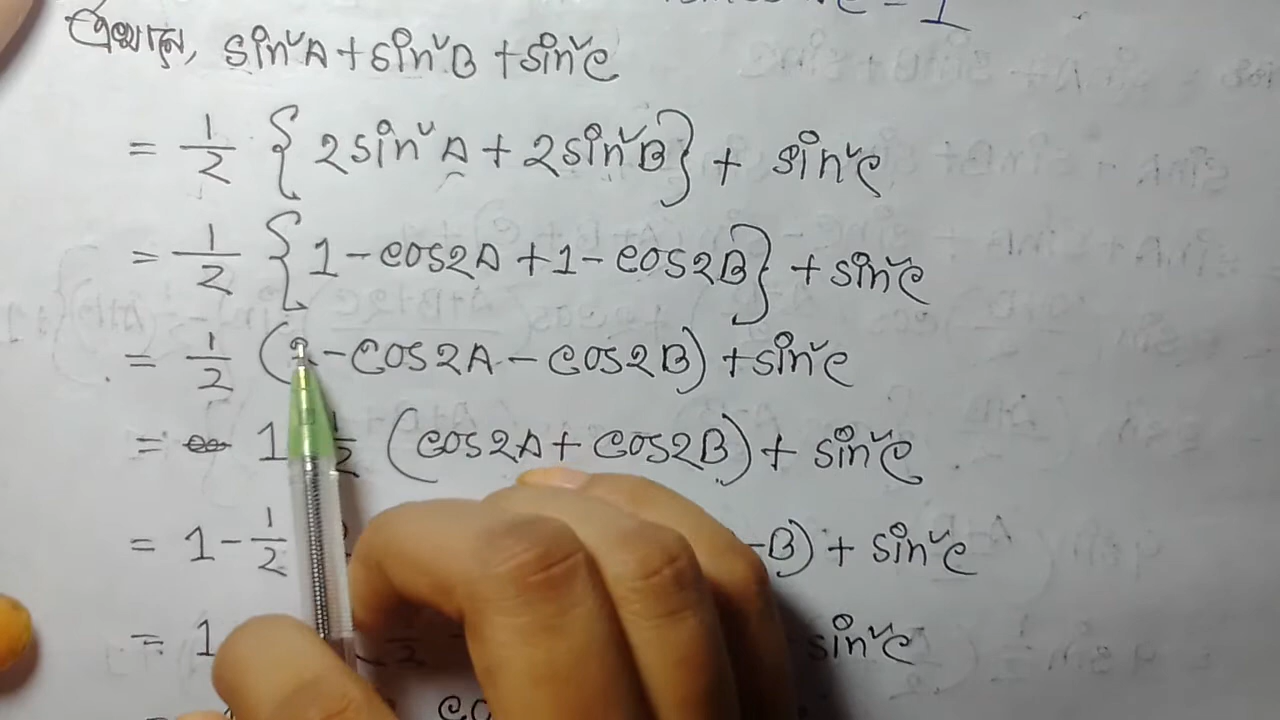 এখানে, sin²A + sin²B + sin²C
= 1/2 {2sin²A + 2sin²B} + sin²C
= 1/2 {1 - cos2A + 1 - cos2B} + sin²C
= 1/2 (2 - cos2A - cos2B) + sin²C
= 1 1/2 (cos2A + cos2B) + sin²C
= 1 - 1/2 -B) + sin²C
= 1 sin²C